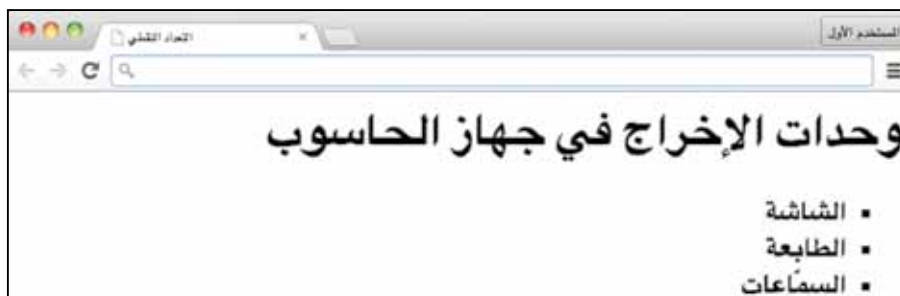 التعداد النقطي
المستخدم الأول
وحدات الإخراج في جهاز الحاسوب
▪ الشاشة
▪ الطابعة
▪ السمّاعات